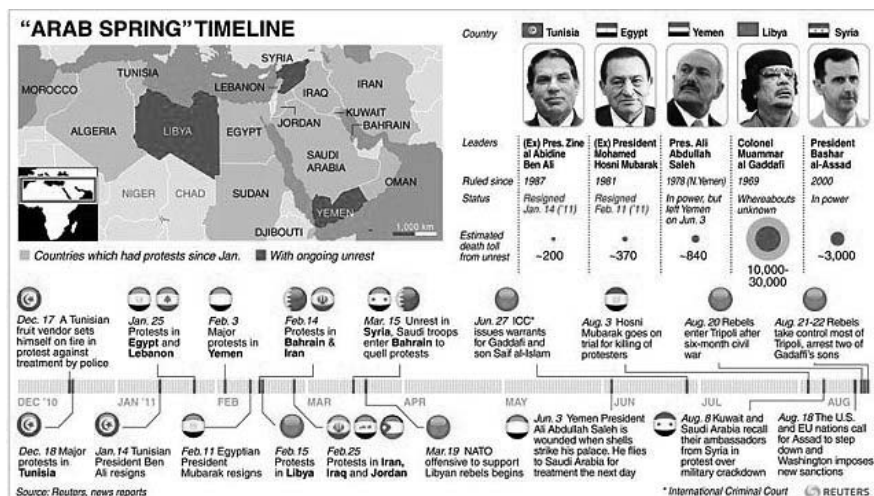 “ARAB SPRING” TIMELINE
SYRIA
TUNISIA
LEBANON
MOROCCO
IRAQ
IRAN
KUWAIT
JORDAN
BAHRAIN
ALGERIA
LIBYA
EGYPT
SAUDI
ARABIA
OMAN
NIGER
CHAD
SUDAN
YEMEN
DJIBOUTI
1,000 km
Countries which had protests since Jan.
With ongoing unrest
Country
Tunisia
Egypt
Yemen
Libya
Syria
Leaders
(Ex) Pres. Zine
al Abidine
Ben Ali
(Ex) President
Mohamed
Hosni Mubarak
Pres. Ali
Abdullah
Saleh
Colonel
Muammar
al Gaddafi
President
Bashar
al-Assad
Ruled since
1987
1981
1978 (N.Yemen)
1969
2000
Status
Resigned
Jan. 14 ('11)
Resigned
Feb. 11 ('11)
In power, but
left Yemen
on Jun. 3
Whereabouts
unknown
In power
Estimated
death toll
from unrest
~200
~370
~840
10,000-
30,000
~3,000
Dec. 17 A Tunisian
fruit vendor sets
himself on fire in
protest against
treatment by police
Jan. 25
Protests in
Egypt and
Lebanon
Feb. 3
Major
protests in
Yemen
Feb.14
Protests in
Bahrain &
Iran
Mar. 15 Unrest in
Syria, Saudi troops
enter Bahrain to
quell protests
Jun. 27 ICC*
issues warrants
for Gaddafi and
son Saif al-Islam
Aug. 3 Hosni
Mubarak goes on
trial for killing of
protesters
Aug. 20 Rebels
enter Tripoli after
six-month civil
war
Aug. 21-22 Rebels
take control most of
Tripoli, arrest two of
Gadaffi's sons
DEC '10
JAN '11
FEB
MAR
APR
MAY
JUN
JUL
AUG
Dec. 18 Major
protests in
Tunisia
Jan.14 Tunisian
President Ben
Ali resigns
Feb.11 Egyptian
President
Mubarak resigns
Feb.15
Protests
in Libya
Feb.25
Protests in Iran,
Iraq and Jordan
Mar.19 NATO
offensive to support
Libyan rebels begins
Jun. 3 Yemen President
Ali Abdullah Saleh is
wounded when shells
strike his palace. He flies
to Saudi Arabia for
treatment the next day
Aug. 8 Kuwait and
Saudi Arabia recall
their ambassadors
from Syria in
protest over
military crackdown
Aug. 18 The U.S.
and EU nations call
for Assad to step
down and
Washington imposes
new sanctions
Source: Reuters, news reports
* International Criminal Court
REUTERS